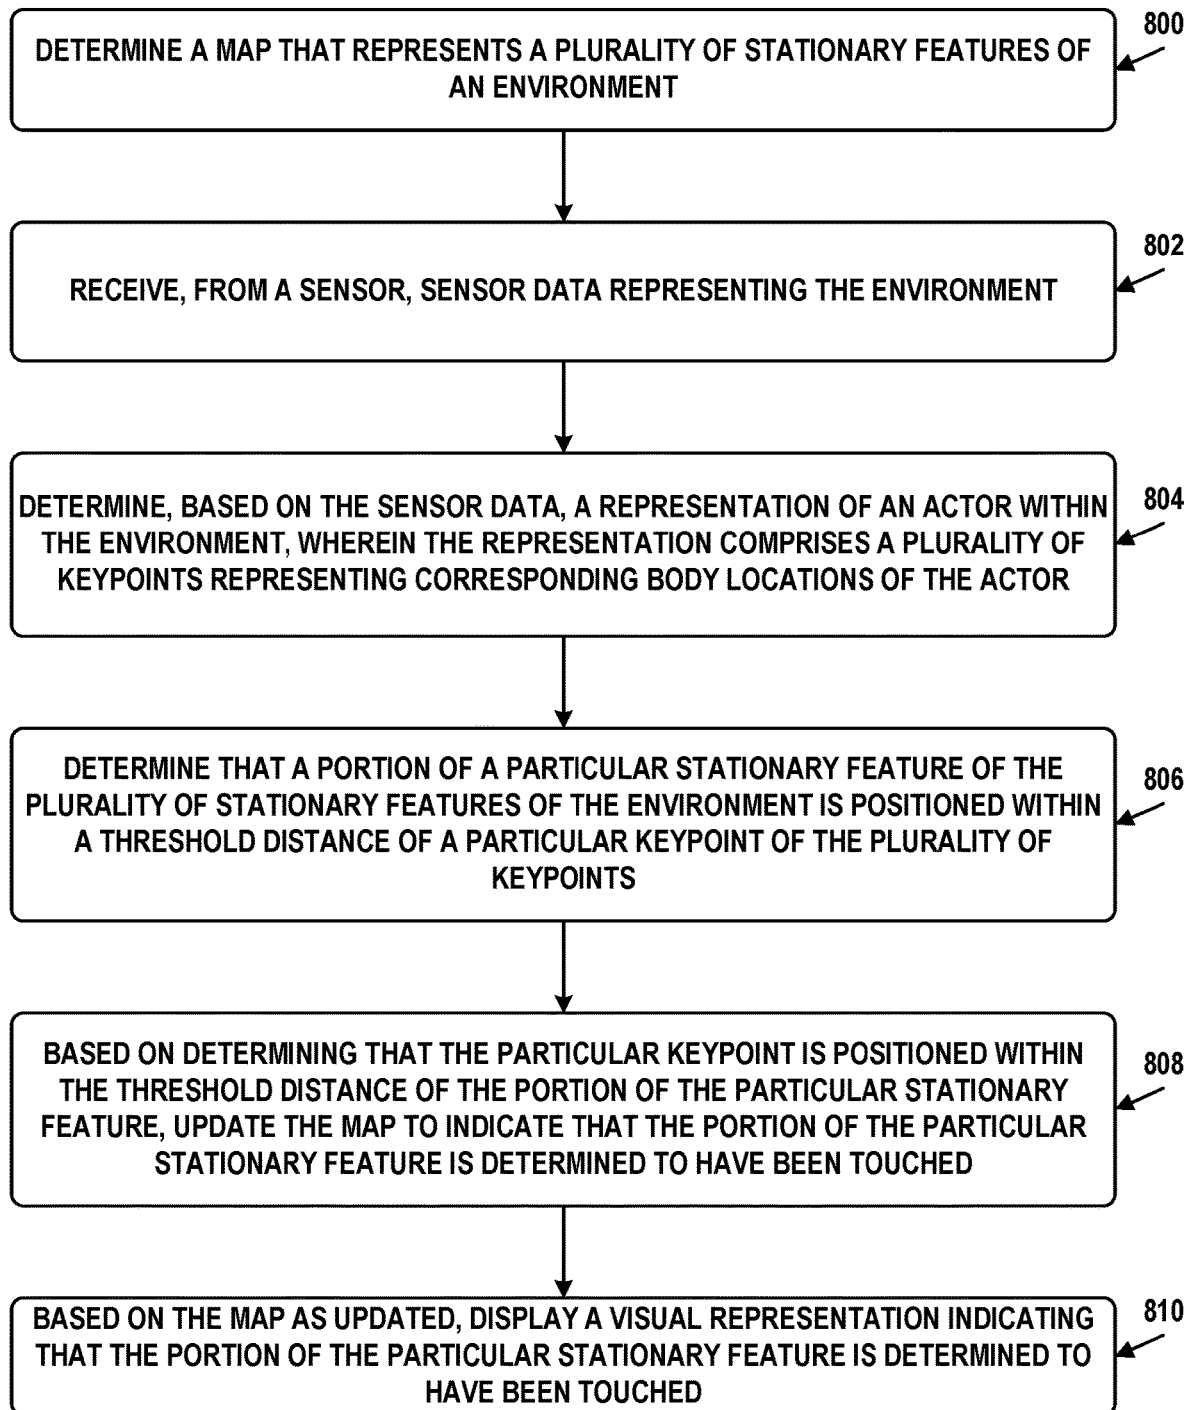 800
DETERMINE A MAP THAT REPRESENTS A PLURALITY OF STATIONARY FEATURES OF
AN ENVIRONMENT
802
RECEIVE, FROM A SENSOR, SENSOR DATA REPRESENTING THE ENVIRONMENT
804
DETERMINE, BASED ON THE SENSOR DATA, A REPRESENTATION OF AN ACTOR WITHIN
THE ENVIRONMENT, WHEREIN THE REPRESENTATION COMPRISES A PLURALITY OF
KEYPOINTS REPRESENTING CORRESPONDING BODY LOCATIONS OF THE ACTOR
806
DETERMINE THAT A PORTION OF A PARTICULAR STATIONARY FEATURE OF THE
PLURALITY OF STATIONARY FEATURES OF THE ENVIRONMENT IS POSITIONED WITHIN
A THRESHOLD DISTANCE OF A PARTICULAR KEYPOINT OF THE PLURALITY OF
KEYPOINTS
808
BASED ON DETERMINING THAT THE PARTICULAR KEYPOINT IS POSITIONED WITHIN
THE THRESHOLD DISTANCE OF THE PORTION OF THE PARTICULAR STATIONARY
FEATURE, UPDATE THE MAP TO INDICATE THAT THE PORTION OF THE PARTICULAR
STATIONARY FEATURE IS DETERMINED TO HAVE BEEN TOUCHED
810
BASED ON THE MAP AS UPDATED, DISPLAY A VISUAL REPRESENTATION INDICATING
THAT THE PORTION OF THE PARTICULAR STATIONARY FEATURE IS DETERMINED TO
HAVE BEEN TOUCHED